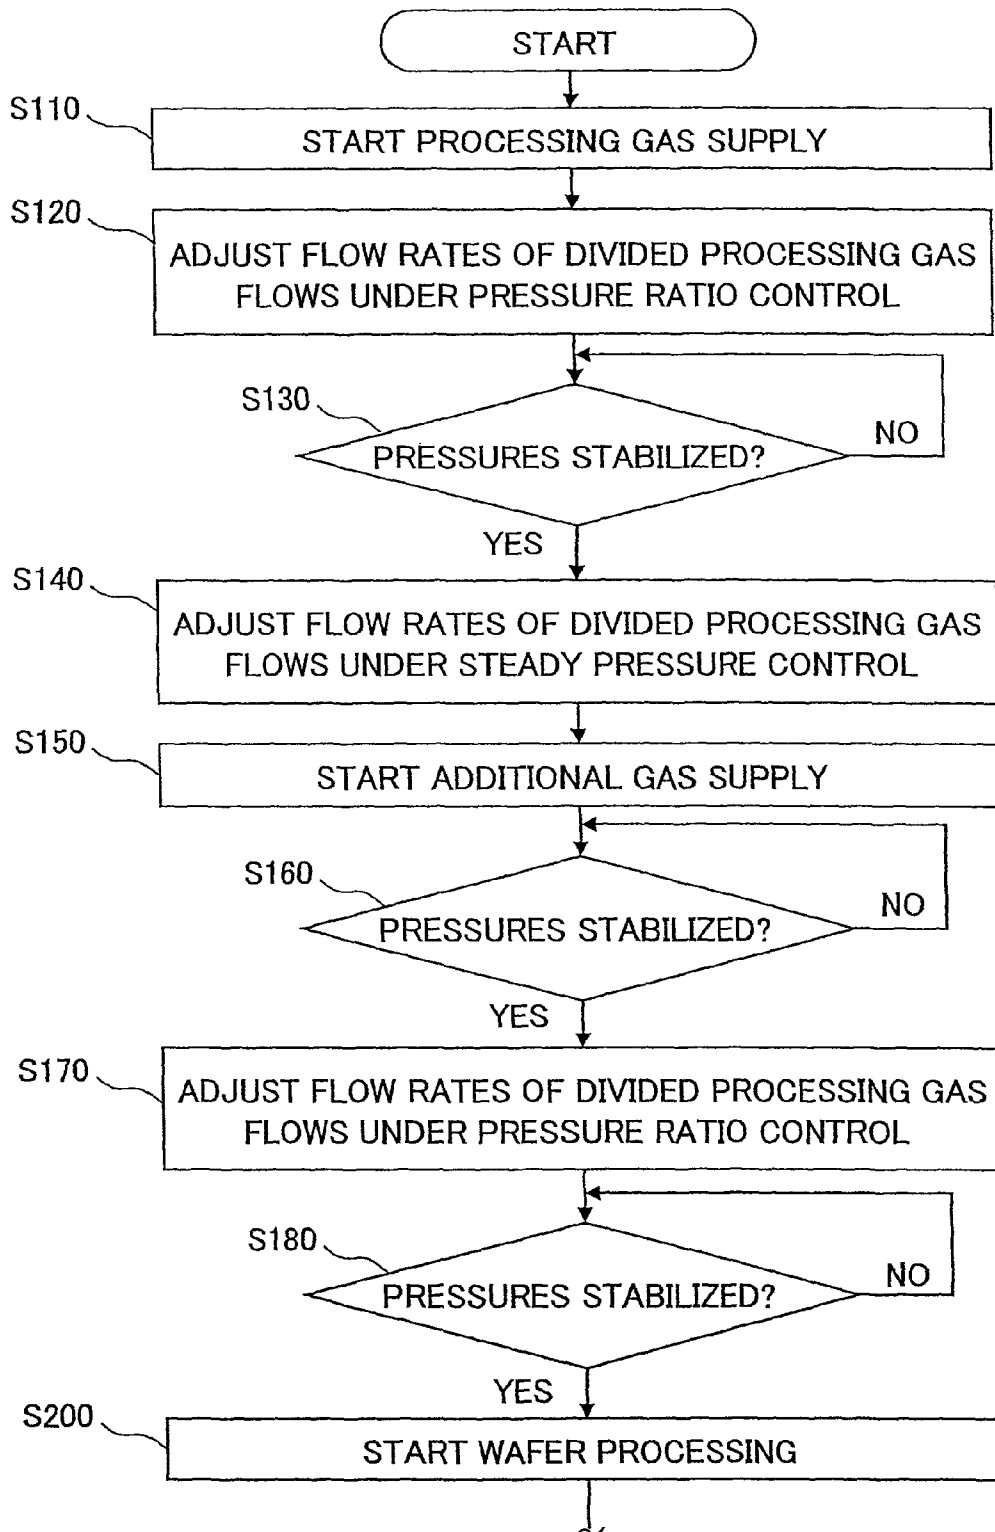 START
S110
START PROCESSING GAS SUPPLY
S120
ADJUST FLOW RATES OF DIVIDED PROCESSING GAS
FLOWS UNDER PRESSURE RATIO CONTROL
S130
PRESSURES STABILIZED?
NO
YES
S140
ADJUST FLOW RATES OF DIVIDED PROCESSING GAS
FLOWS UNDER STEADY PRESSURE CONTROL
S150
START ADDITIONAL GAS SUPPLY
S160
PRESSURES STABILIZED?
NO
YES
S170
ADJUST FLOW RATES OF DIVIDED PROCESSING GAS
FLOWS UNDER PRESSURE RATIO CONTROL
S180
PRESSURES STABILIZED?
NO
YES
S200
START WAFER PROCESSING